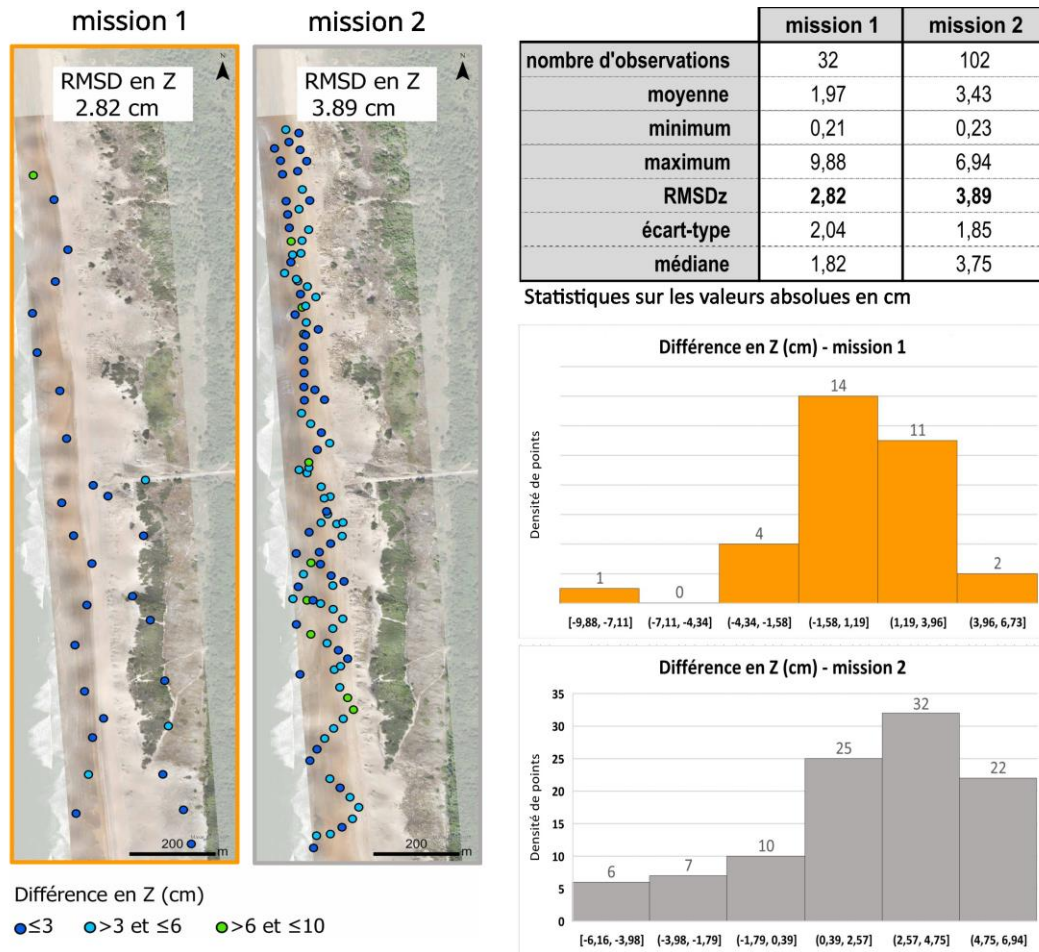 mission 1
mission 2
N
RMSD en Z
2.82 cm
200
m
N
RMSD en Z
3.89 cm
200
m
Différence en Z (cm)
≤3 >3 et ≤6 >6 et ≤10
mission 1 mission 2
nombre d'observations 32 102
moyenne 1,97 3,43
minimum 0,21 0,23
maximum 9,88 6,94
RMSDz 2,82 3,89
écart-type 2,04 1,85
médiane 1,82 3,75
Statistiques sur les valeurs absolues en cm
Différence en Z (cm) - mission 1
Densité de points
1 0 4 14 11 2
[-9,88, -7,11] (-7,11, -4,34] (-4,34, -1,58] (-1,58, 1,19] (1,19, 3,96] (3,96, 6,73]
Différence en Z (cm) - mission 2
Densité de points
35
30
25
20
15
10
5
0
6 7 10 25 32 22
[-6,16, -3,98] (-3,98, -1,79] (-1,79, 0,39] (0,39, 2,57] (2,57, 4,75] (4,75, 6,94]